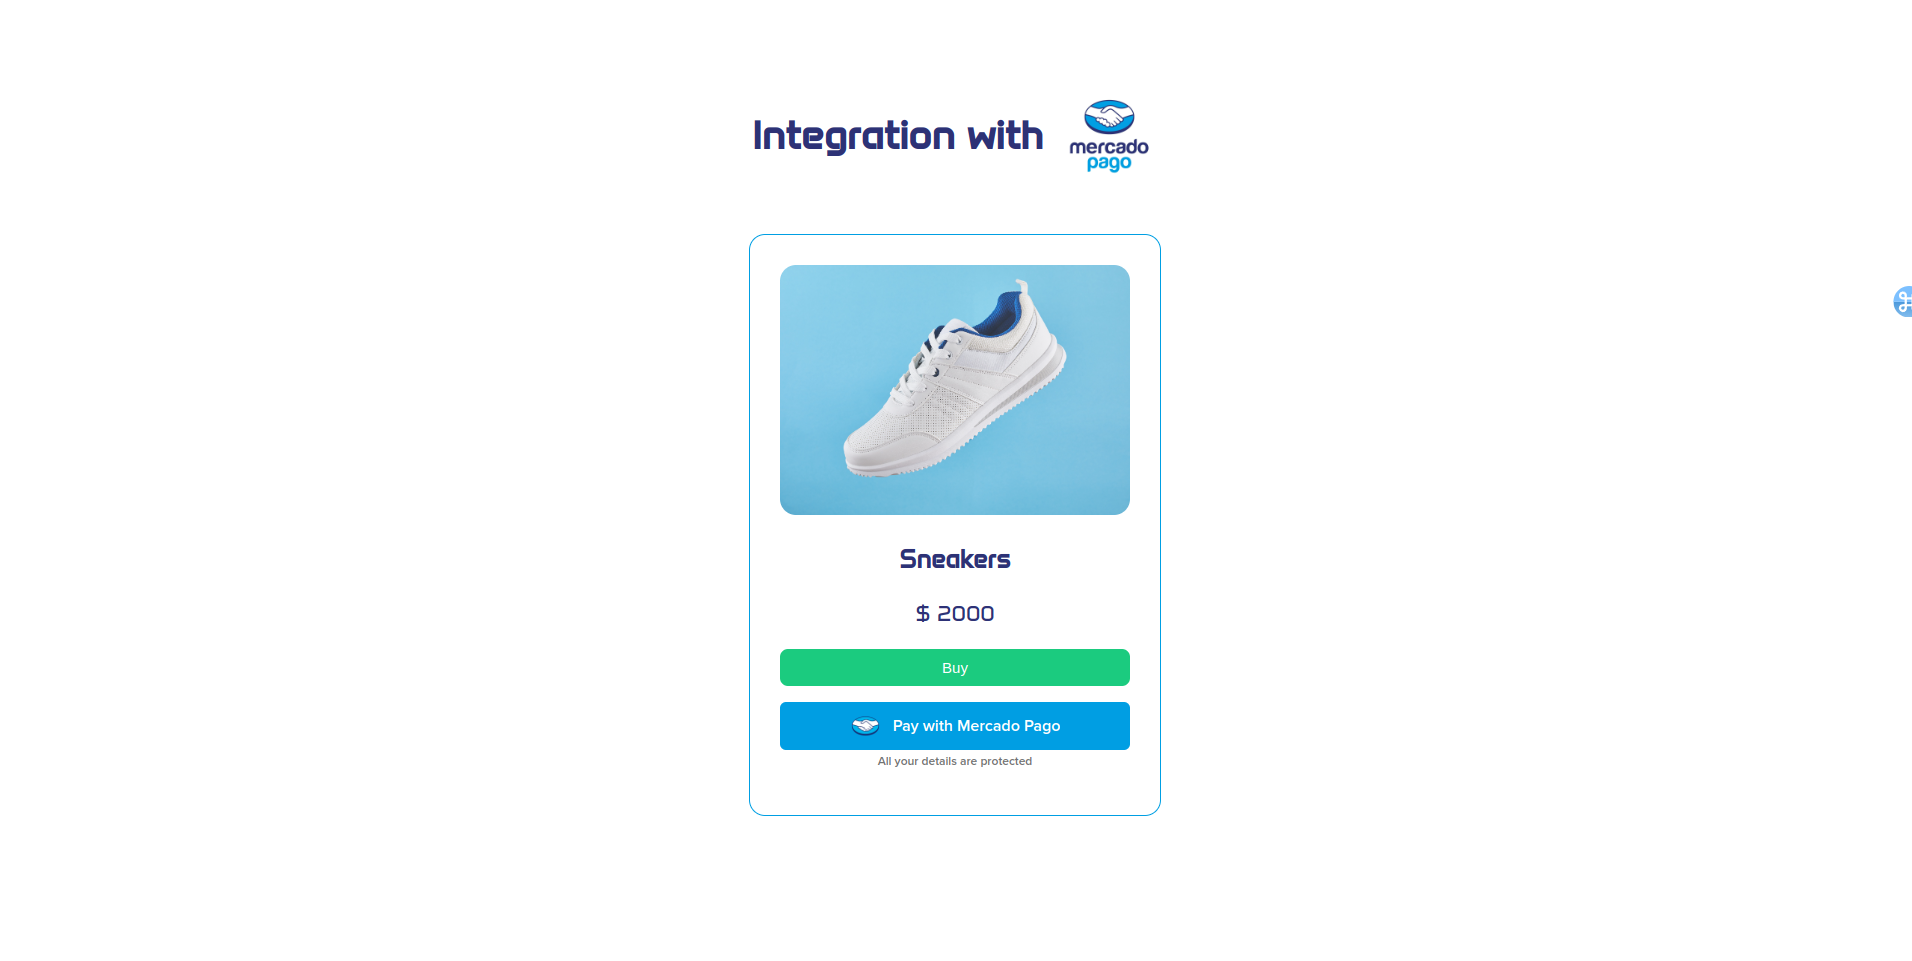 Integration with
mercado
pago
Sneakers
$ 2000
Buy
Pay with Mercado Pago
All your details are protected